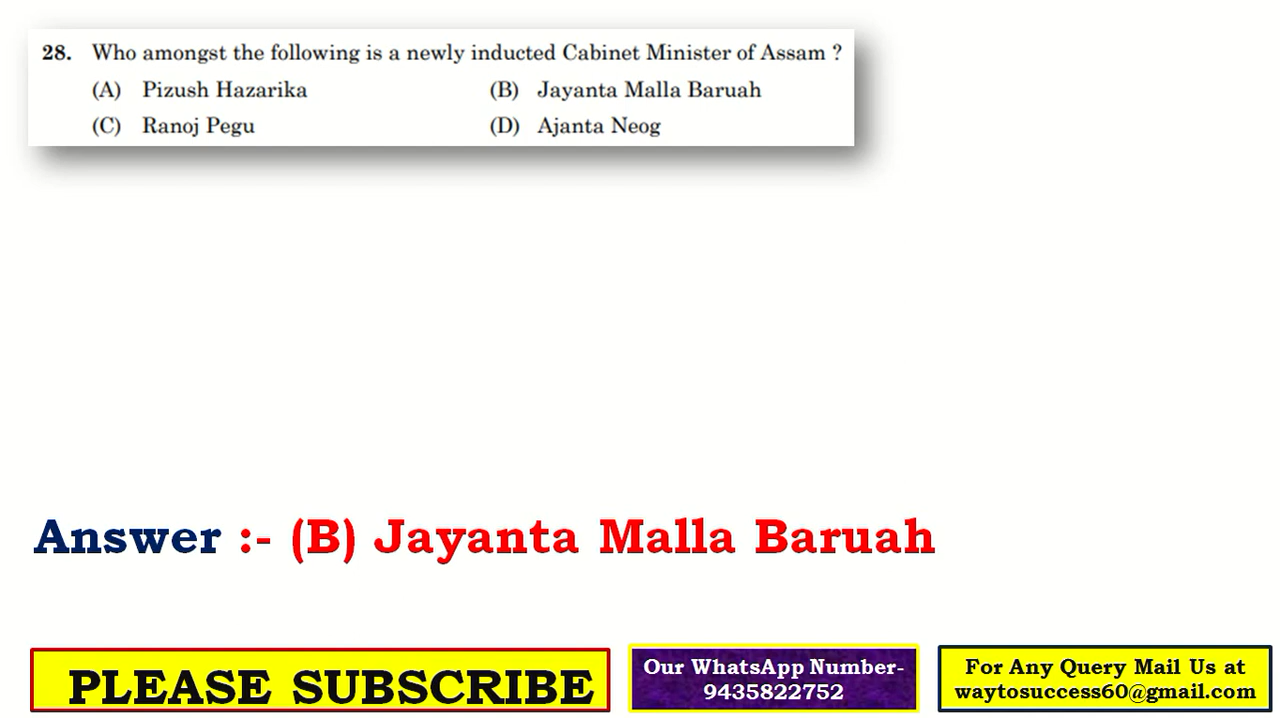 28. Who amongst the following is a newly inducted Cabinet Minister of Assam ?
(A) Pizush Hazarika (B) Jayanta Malla Baruah
(C) Ranoj Pegu (D) Ajanta Neog
Answer :- (B) Jayanta Malla Baruah
PLEASE SUBSCRIBE
Our WhatsApp Number-
9435822752
For Any Query Mail Us at
waytosuccess60@gmail.com